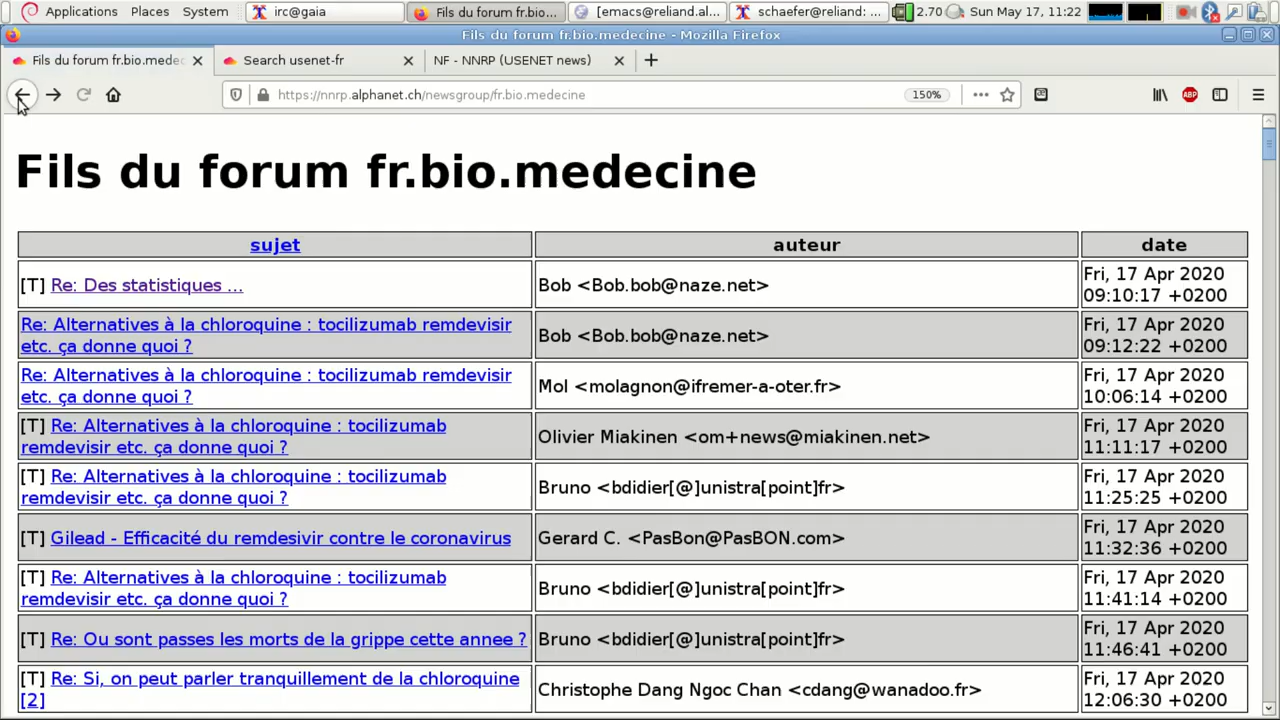 Applications Places System irc@gaia Fils du forum fr.bio... [emacs@reliand.al... schaefer@reliand: ... 2.70 Sun May 17, 11:22
Fils du forum fr.bio.medecine - Mozilla Firefox
Fils du forum fr.bio.medec Search usenet-fr NF - NNRP (USENET news)
https://nnrp.alphanet.ch/newsgroup/fr.bio.medecine 150% ABP
Fils du forum fr.bio.medecine
sujet auteur date
[T] Re: Des statistiques ... Bob <Bob.bob@naze.net> Fri, 17 Apr 2020
09:10:17 +0200
Re: Alternatives à la chloroquine : tocilizumab remdevisir Bob <Bob.bob@naze.net> Fri, 17 Apr 2020
etc. ça donne quoi ? 09:12:22 +0200
Re: Alternatives à la chloroquine : tocilizumab remdevisir Mol <molagnon@ifremer-a-oter.fr> Fri, 17 Apr 2020
etc. ça donne quoi ? 10:06:14 +0200
[T] Re: Alternatives à la chloroquine : tocilizumab Olivier Miakinen <om+news@miakinen.net> Fri, 17 Apr 2020
remdevisir etc. ça donne quoi ? 11:11:17 +0200
[T] Re: Alternatives à la chloroquine : tocilizumab Bruno <bdidier[@]unistra[point]fr> Fri, 17 Apr 2020
remdevisir etc. ça donne quoi ? 11:25:25 +0200
[T] Gilead - Efficacité du remdesivir contre le coronavirus Gerard C. <PasBon@PasBON.com> Fri, 17 Apr 2020
11:32:36 +0200
[T] Re: Alternatives à la chloroquine : tocilizumab Bruno <bdidier[@]unistra[point]fr> Fri, 17 Apr 2020
remdevisir etc. ça donne quoi ? 11:41:14 +0200
[T] Re: Ou sont passes les morts de la grippe cette annee ? Bruno <bdidier[@]unistra[point]fr> Fri, 17 Apr 2020
11:46:41 +0200
[T] Re: Si, on peut parler tranquillement de la chloroquine Christophe Dang Ngoc Chan <cdang@wanadoo.fr> Fri, 17 Apr 2020
[2] 12:06:30 +0200